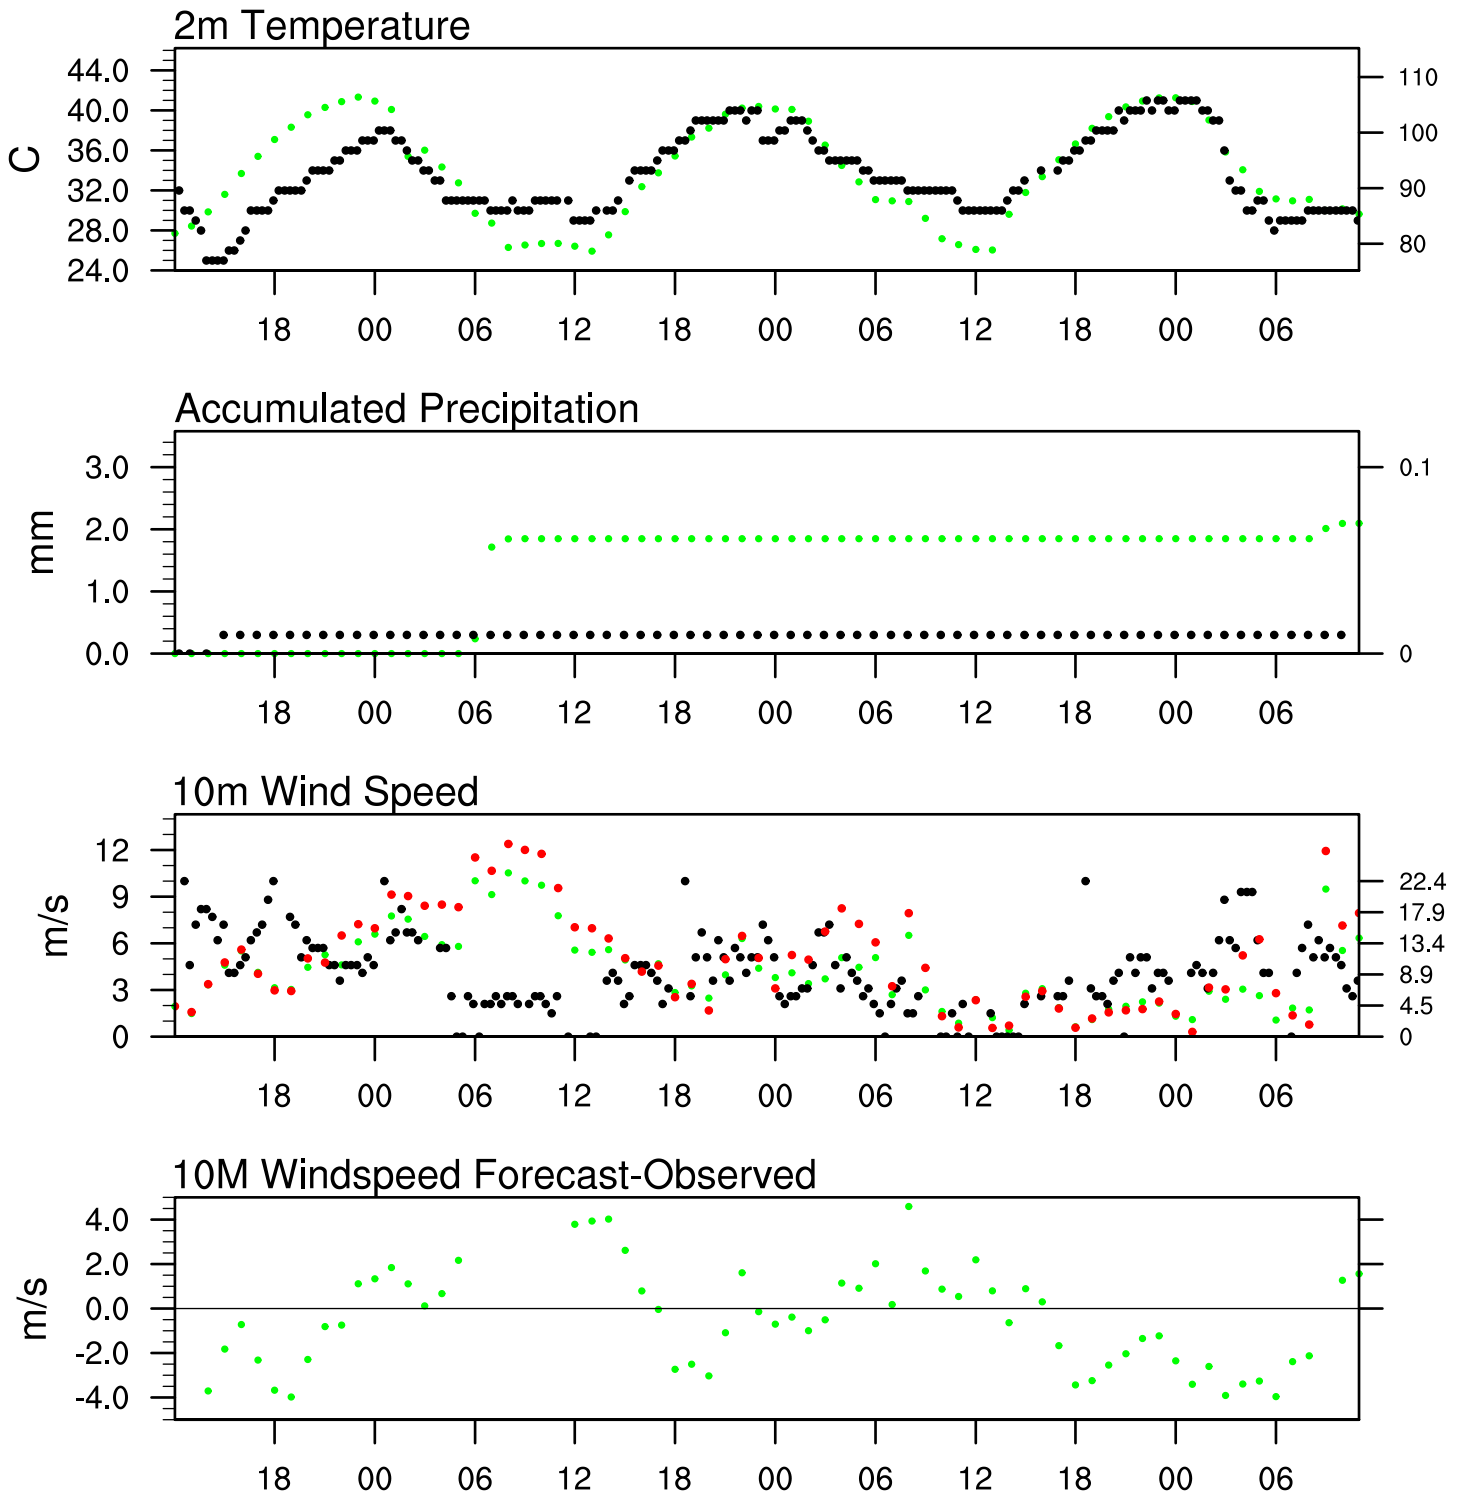 2m Temperature
44.0
40.0
36.0
32.0
28.0
24.0
C
110
100
90
80
18 00 06 12 18 00 06 12 18 00 06
Accumulated Precipitation
3.0
2.0
1.0
0.0
mm
0.1
0
18 00 06 12 18 00 06 12 18 00 06
10m Wind Speed
12
9
6
3
0
m/s
22.4
17.9
13.4
8.9
4.5
0
18 00 06 12 18 00 06 12 18 00 06
10M Windspeed Forecast-Observed
4.0
2.0
0.0
-2.0
-4.0
m/s
18 00 06 12 18 00 06 12 18 00 06